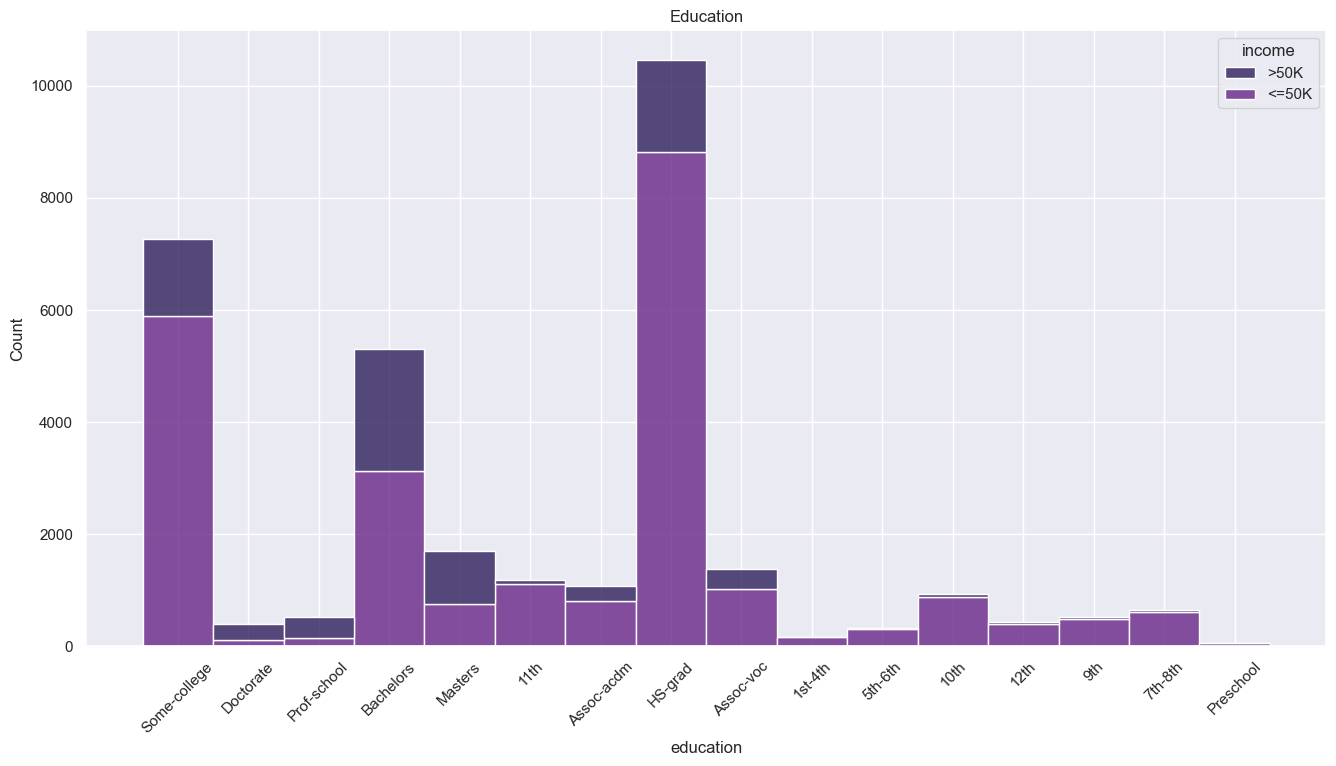 Education
income
>50K
<=50K
10000
8000
6000
4000
2000
0
Count
Some-college
Doctorate
Prof-school
Bachelors
Masters
11th
Assoc-acdm
HS-grad
Assoc-voc
1st-4th
5th-6th
10th
12th
9th
7th-8th
Preschool
education